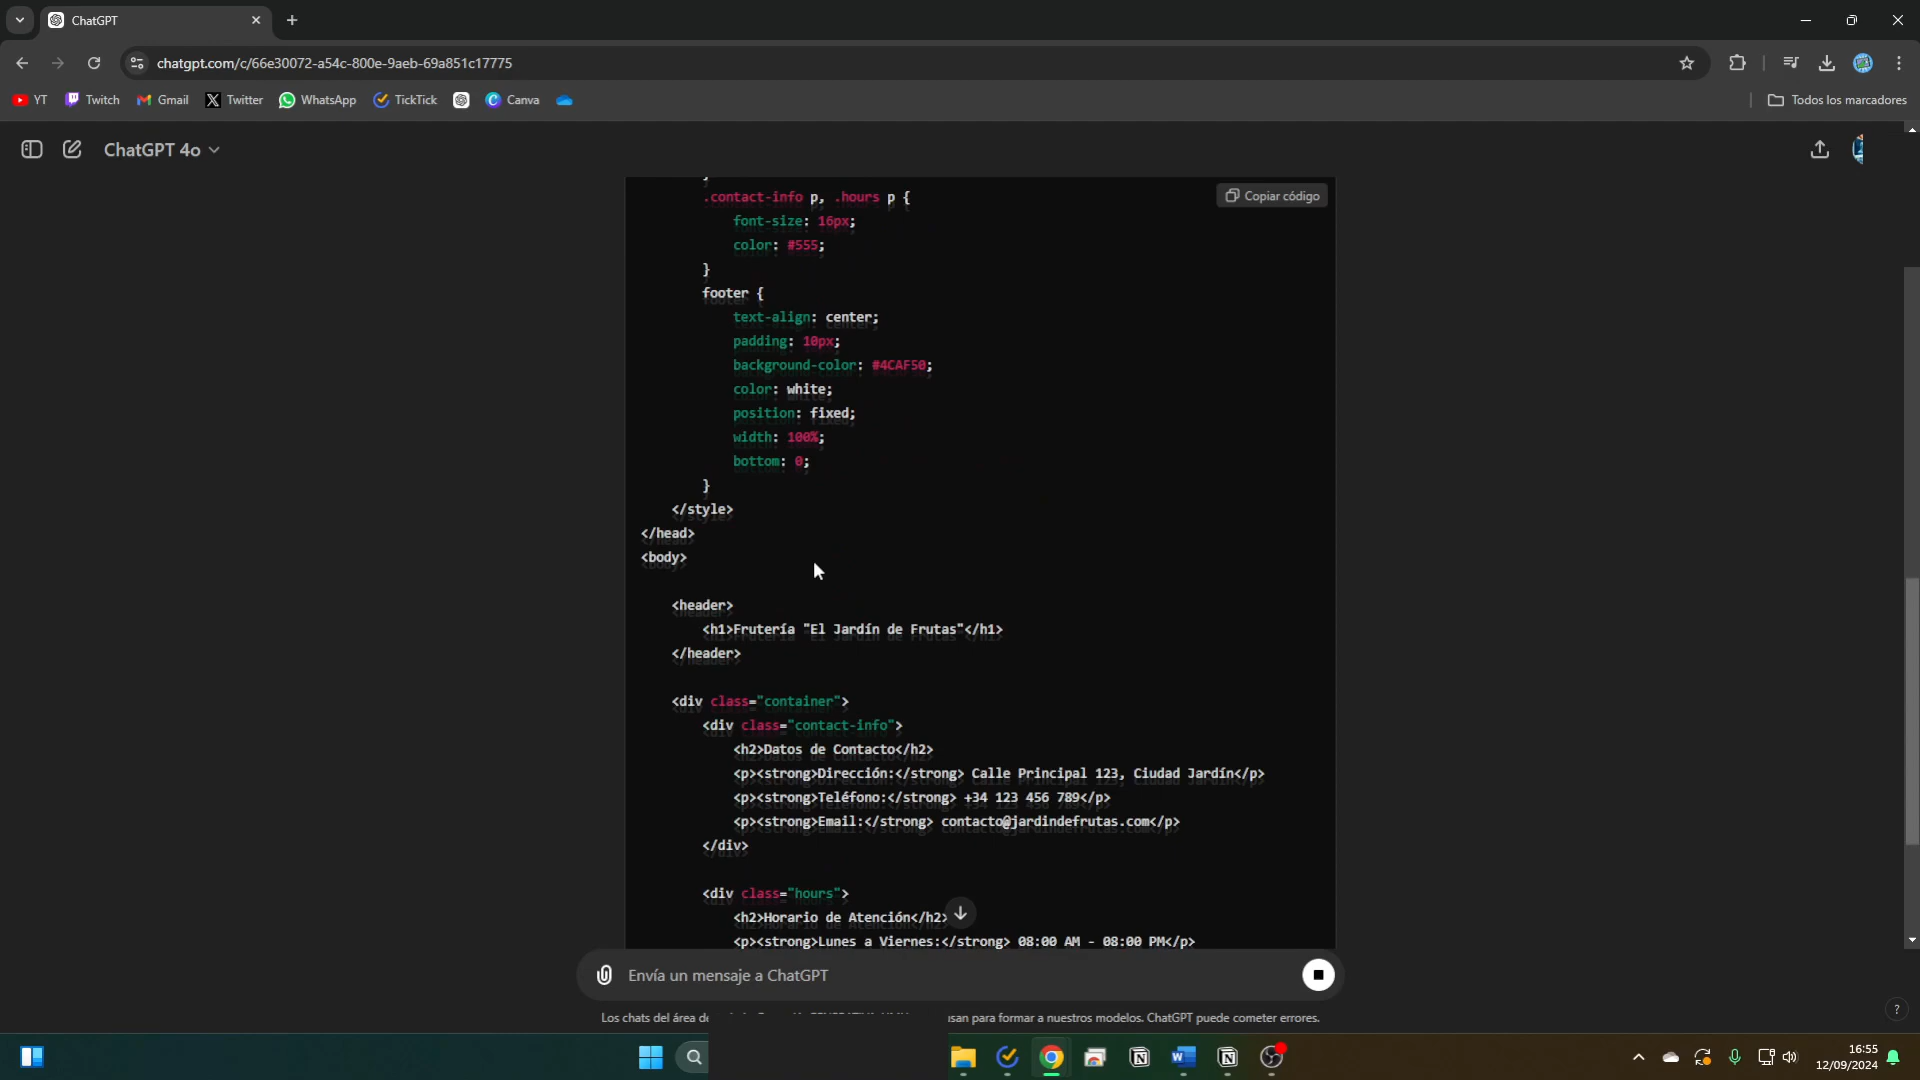 ChatGPT
chatgpt.com/c/66e30072-a54c-800e-9aeb-69a851c17775
YT Twitch Gmail Twitter WhatsApp TickTick Canva Todos los marcadores
ChatGPT 4o
Copiar código
}
.contact-info p, .hours p {
font-size: 16px;
color: #555;
}
footer {
text-align: center;
padding: 10px;
background-color: #4CAF50;
color: white;
position: fixed;
width: 100%;
bottom: 0;
}
</style>
</head>
<body>
<header>
<h1>Frutería "El Jardín de Frutas"</h1>
</header>
<div class="container">
<div class="contact-info">
<h2>Datos de Contacto</h2>
<p><strong>Dirección:</strong> Calle Principal 123, Ciudad Jardín</p>
<p><strong>Teléfono:</strong> +34 123 456 789</p>
<p><strong>Email:</strong> contacto@jardindefrutas.com</p>
</div>
<div class="hours">
<h2>Horario de Atención</h2>
<p><strong>Lunes a Viernes:</strong> 08:00 AM - 08:00 PM</p>
Envía un mensaje a ChatGPT
Los chats del área de usan para formar a nuestros modelos. ChatGPT puede cometer errores.
?
16:55
12/09/2024